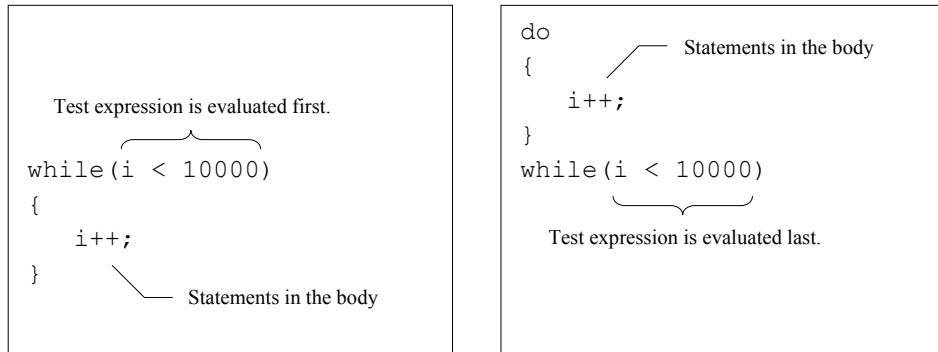 Test expression is evaluated first.
while(i < 10000)
{
i++;
}
Statements in the body
do
Statements in the body
{
i++;
}
while(i < 10000)
Test expression is evaluated last.